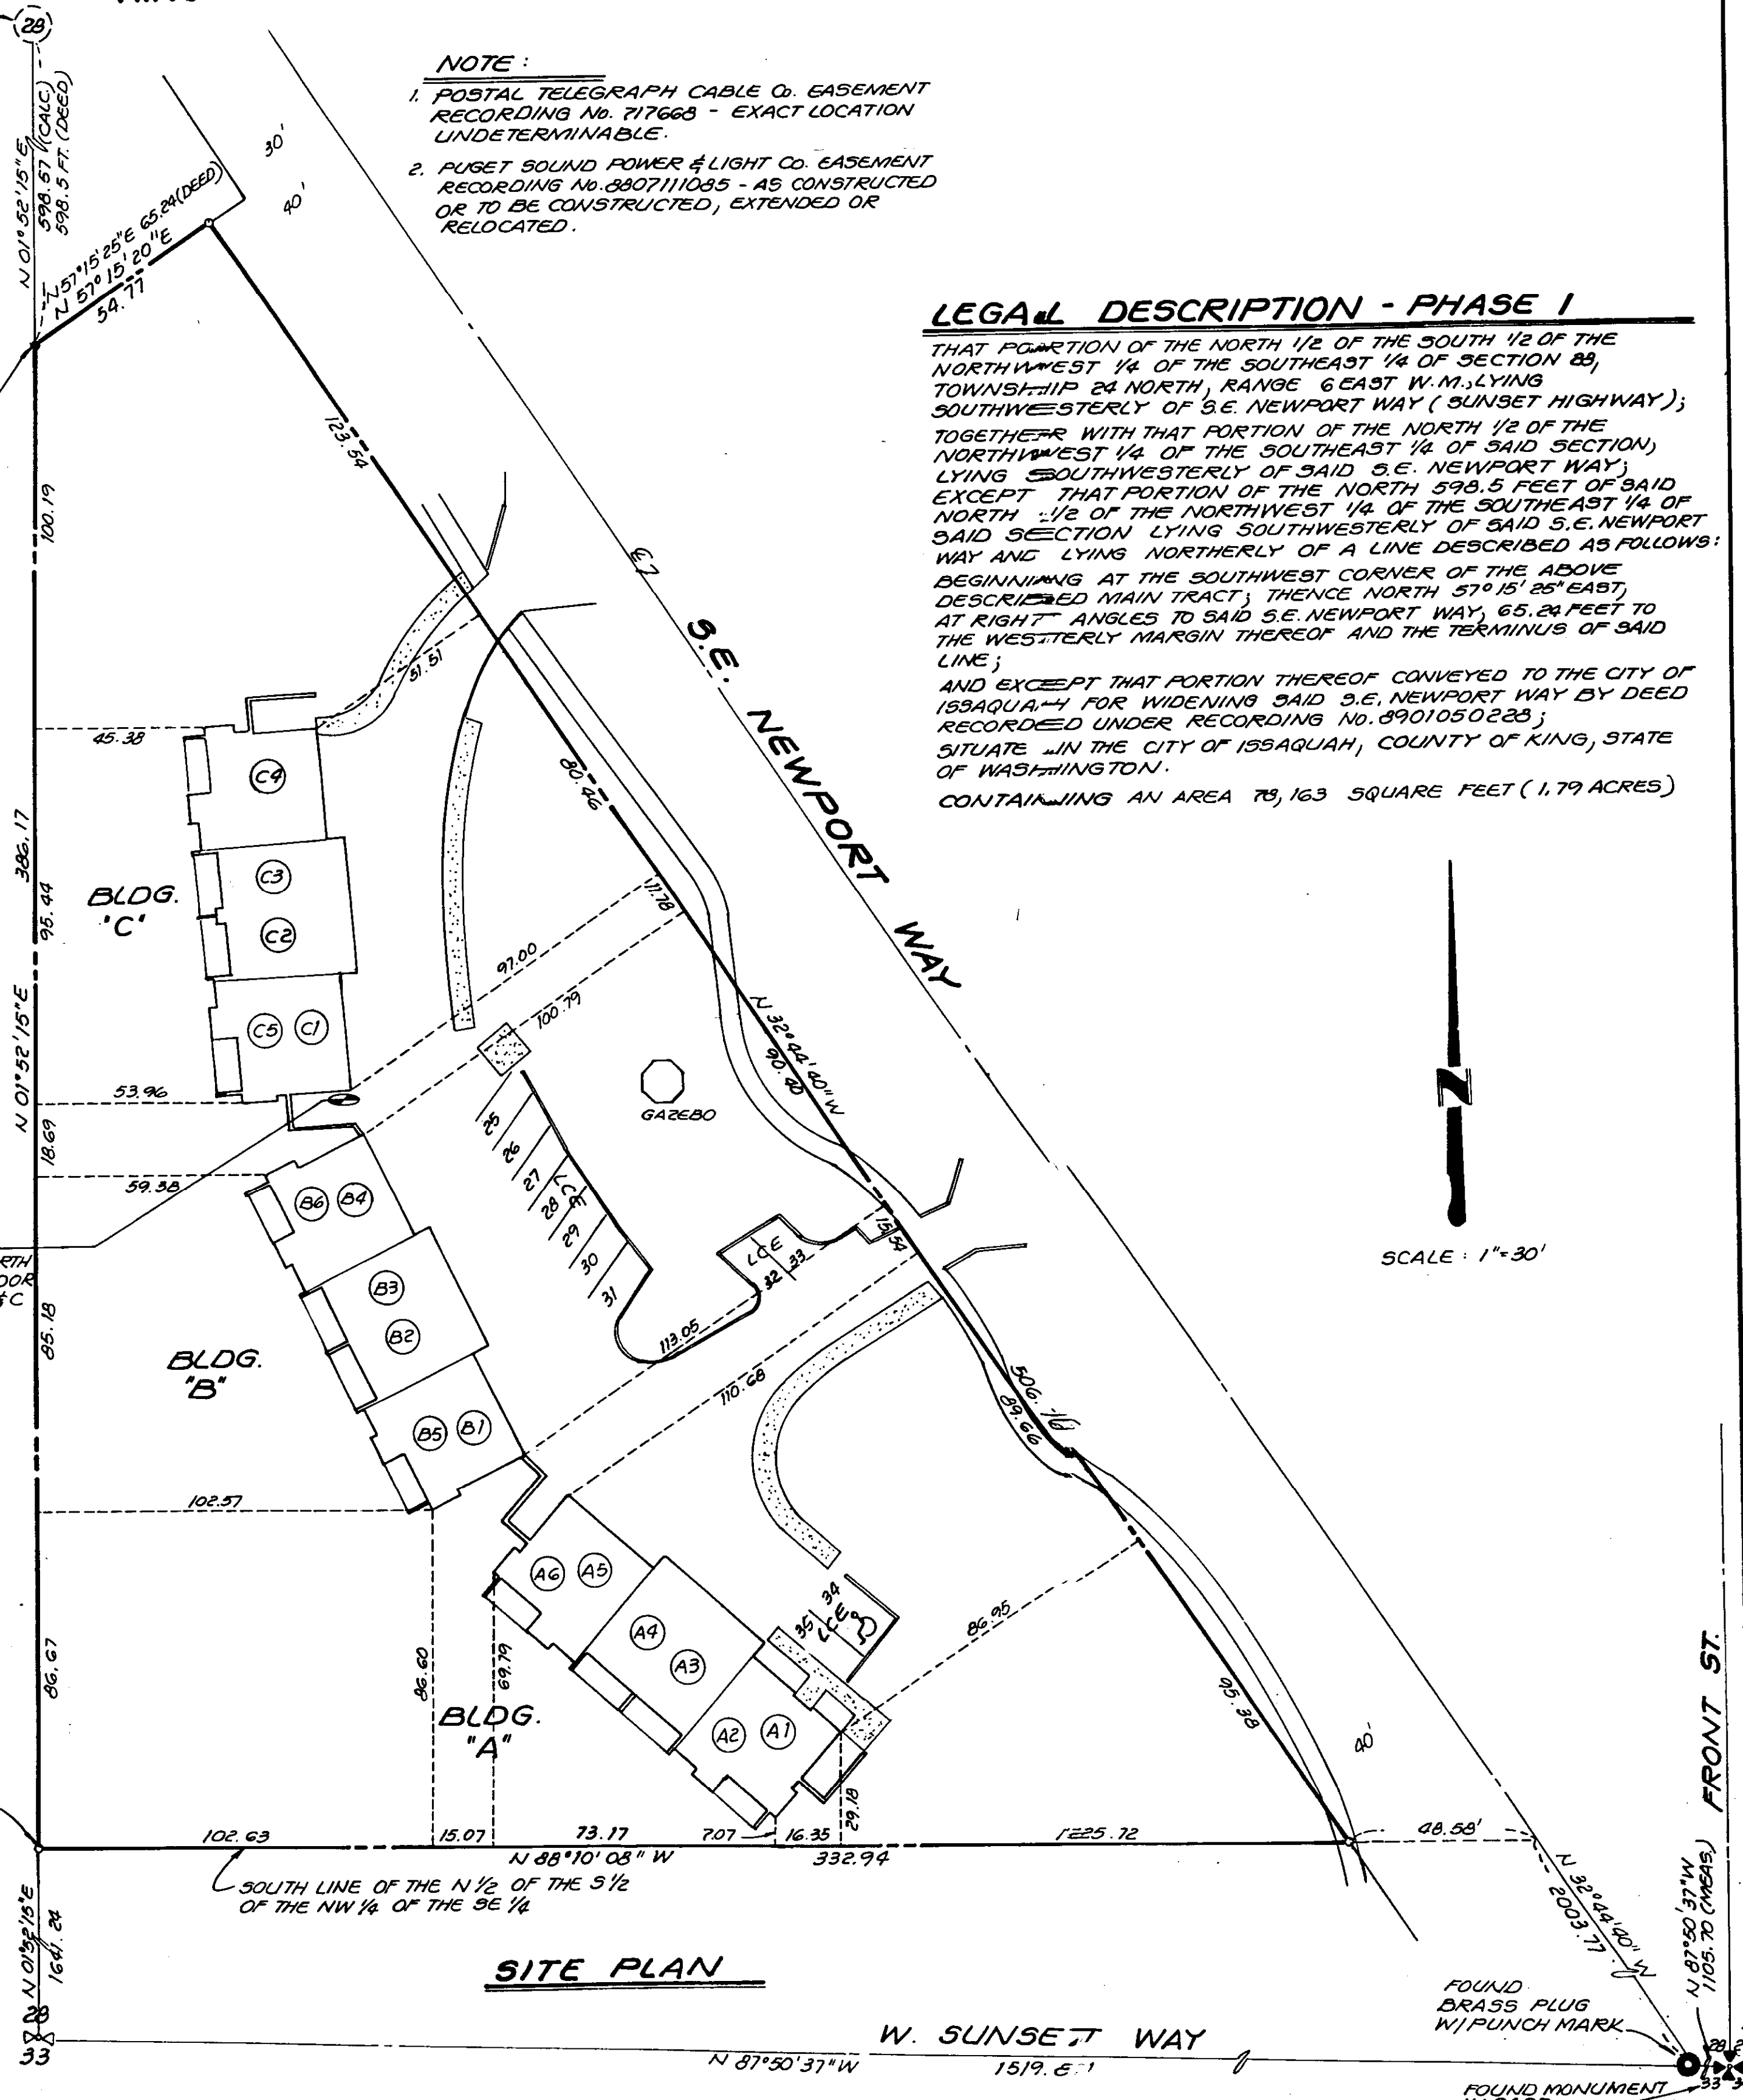 28
N 01°52'15"E
598.57 (CALC)
598.5 FT. (DEED)
30'
40'
NOTE:
1. POSTAL TELEGRAPH CABLE Co. EASEMENT
RECORDING No. 717668 - EXACT LOCATION
UNDETERMINABLE.
2. PUGET SOUND POWER & LIGHT Co. EASEMENT
RECORDING No. 8807111085 - AS CONSTRUCTED
OR TO BE CONSTRUCTED, EXTENDED OR
RELOCATED.
N 57°15'25"E 65.24 (DEED)
N 57°15'20"E
54.77
LEGAL DESCRIPTION - PHASE I
THAT PORTION OF THE NORTH 1/2 OF THE SOUTH 1/2 OF THE
NORTHWEST 1/4 OF THE SOUTHEAST 1/4 OF SECTION 28,
TOWNSHIP 24 NORTH, RANGE 6 EAST W.M., LYING
SOUTHWESTERLY OF S.E. NEWPORT WAY (SUNSET HIGHWAY);
TOGETHER WITH THAT PORTION OF THE NORTH 1/2 OF THE
NORTHWEST 1/4 OF THE SOUTHEAST 1/4 OF SAID SECTION,
LYING SOUTHWESTERLY OF SAID S.E. NEWPORT WAY;
EXCEPT THAT PORTION OF THE NORTH 598.5 FEET OF SAID
NORTH 1/2 OF THE NORTHWEST 1/4 OF THE SOUTHEAST 1/4 OF
SAID SECTION LYING SOUTHWESTERLY OF SAID S.E. NEWPORT
WAY AND LYING NORTHERLY OF A LINE DESCRIBED AS FOLLOWS:
BEGINNING AT THE SOUTHWEST CORNER OF THE ABOVE
DESCRIBED MAIN TRACT; THENCE NORTH 57°15'25" EAST,
AT RIGHT ANGLES TO SAID S.E. NEWPORT WAY, 65.24 FEET TO
THE WESTERLY MARGIN THEREOF AND THE TERMINUS OF SAID
LINE;
AND EXCEPT THAT PORTION THEREOF CONVEYED TO THE CITY OF
ISSAQUAH FOR WIDENING SAID S.E. NEWPORT WAY BY DEED
RECORDED UNDER RECORDING No. 8901050228;
SITUATE IN THE CITY OF ISSAQUAH, COUNTY OF KING, STATE
OF WASHINGTON.
CONTAINING AN AREA 78,163 SQUARE FEET (1.79 ACRES)
123.54
100.19
51.51
S.E. NEWPORT WAY
45.38
80.46
C4
386.17
95.44
BLDG.
"C"
C3
C2
11.78
97.00
100.79
N 32°44'40"W
90.40
C5 C1
N 01°52'15"E
53.96
GAZEBO
18.69
59.38
25
26
27
28
29
30
31
LCE
B6 B4
15.54
LCE
32 33
N
SCALE: 1"=30'
B3
B2
85.18
BLDG.
"B"
113.05
110.68
506.16
89.66
B5 B1
102.57
A6 A5
34
35
LCE
86.95
A4
A3
86.67
86.60
69.79
BLDG.
"A"
A2 A1
95.38
40'
FRONT ST.
29.18
102.63 15.07 73.17 7.07 16.35 48.58'
N 88°10'08"W 332.94
SOUTH LINE OF THE N 1/2 OF THE S 1/2
OF THE NW 1/4 OF THE SE 1/4
N 01°52'15"E
1641.24
N 32°44'40"W
2003.77
N 87°50'37"W
1105.70 (MEAS.)
SITE PLAN
FOUND
BRASS PLUG
W/PUNCH MARK
28
33
W. SUNSET WAY
N 87°50'37"W
28
33
FOUND MONUMENT